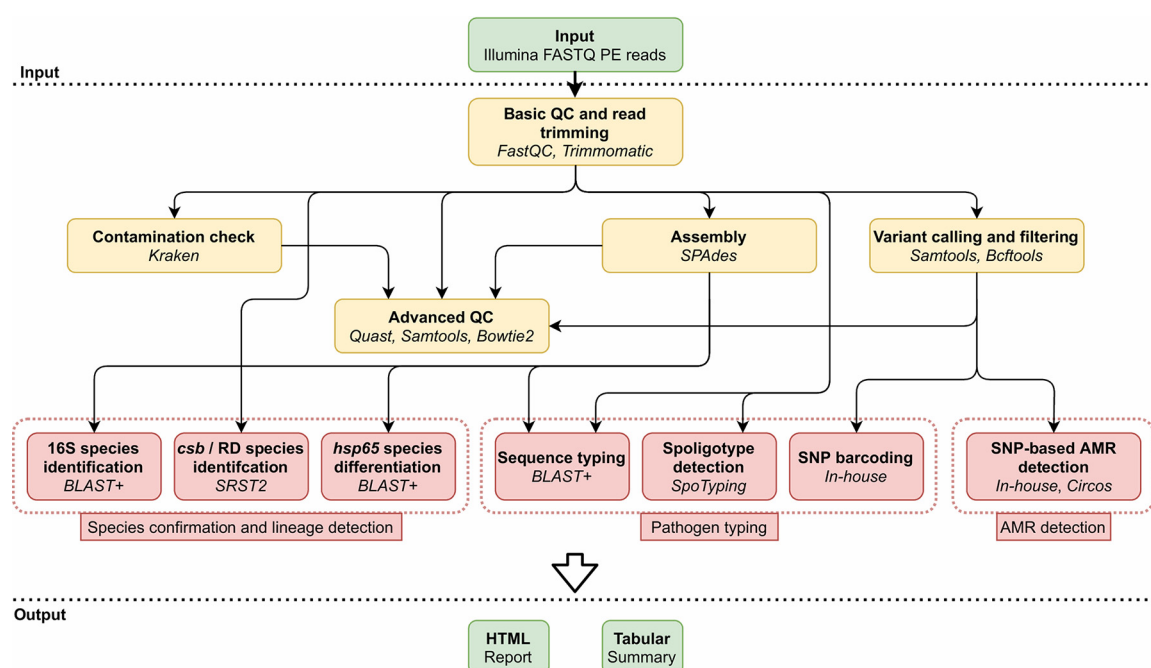 Input
Illumina FASTQ PE reads
Input
Basic QC and read
trimming
FastQC, Trimmomatic
Contamination check
Kraken
Assembly
SPAdes
Variant calling and filtering
Samtools, Bcftools
Advanced QC
Quast, Samtools, Bowtie2
16S species
identification
BLAST+
csb / RD species
identifcation
SRST2
hsp65 species
differentiation
BLAST+
Sequence typing
BLAST+
Spoligotype
detection
SpoTyping
SNP barcoding
In-house
SNP-based AMR
detection
In-house, Circos
Species confirmation and lineage detection
Pathogen typing
AMR detection
Output
HTML
Report
Tabular
Summary